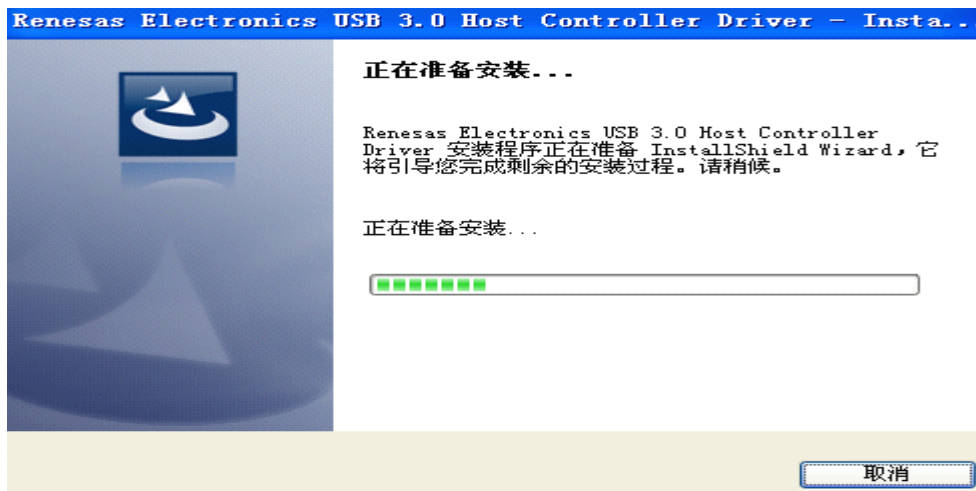 Renesas Electronics USB 3.0 Host Controller Driver - Insta..
正在准备安装...
Renesas Electronics USB 3.0 Host Controller
Driver 安装程序正在准备 InstallShield Wizard，它
将引导您完成剩余的安装过程。请稍候。
正在准备安装...
取消